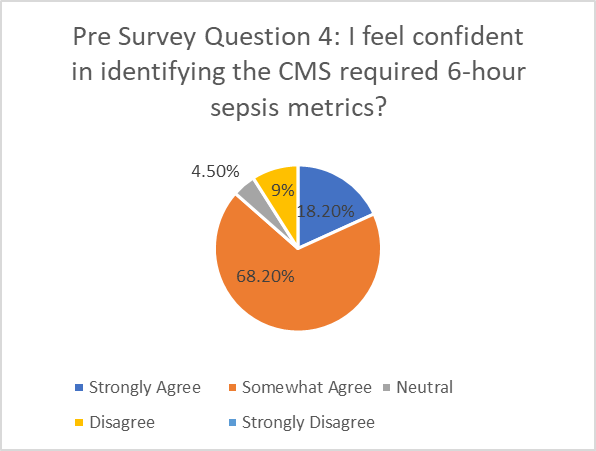 Pre Survey Question 4: I feel confident
in identifying the CMS required 6-hour
sepsis metrics?
4.50%
9%
18.20%
68.20%
Strongly Agree
Somewhat Agree
Neutral
Disagree
Strongly Disagree